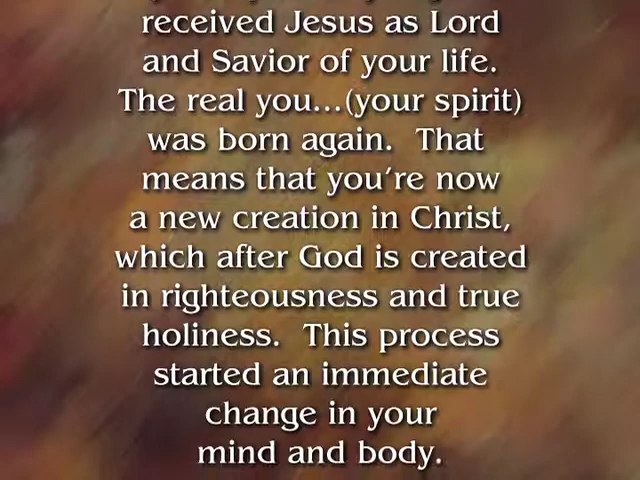 received Jesus as Lord
and Savior of your life.
The real you...(your spirit)
was born again.  That
means that you're now
a new creation in Christ,
which after God is created
in righteousness and true
holiness.  This process
started an immediate
change in your
mind and body.